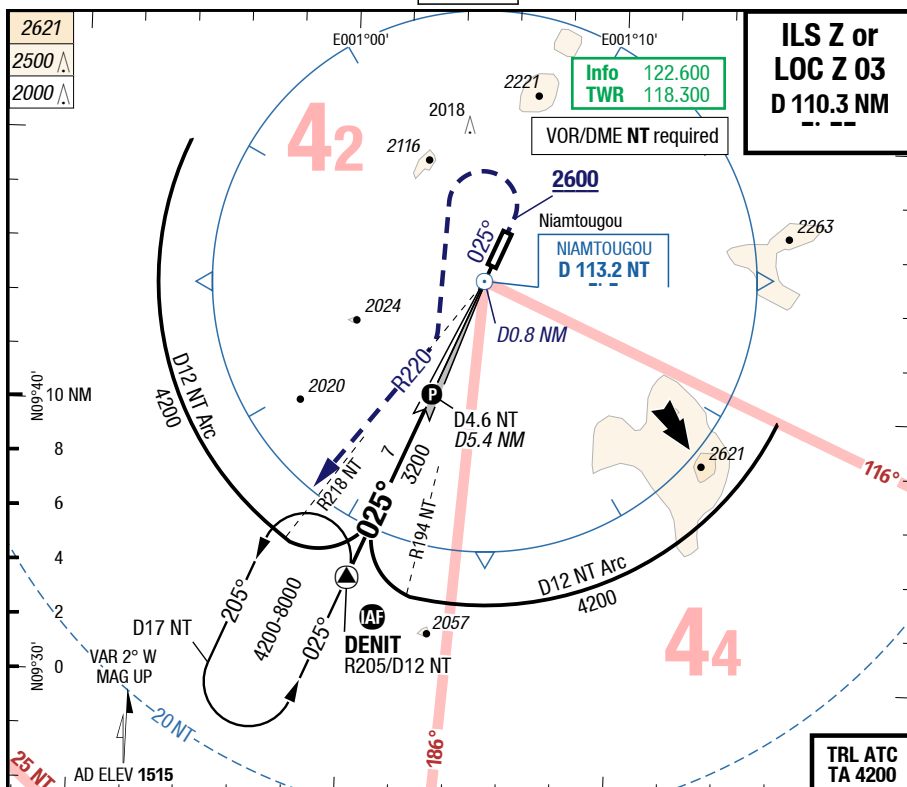 2621
2500
2000
E001°00'
E001°10'
ILS Z or
LOC Z 03
D 110.3 NM
Info 122.600
TWR 118.300
VOR/DME NT required
42
2221
2018
2116
2600
Niamtougou
NIAMTOUGOU
D 113.2 NT
2263
025°
D0.8 NM
2024
R220
D12 NT Arc
4200
2020
N09°40'
10 NM
8
6
4
2
0
N09°30'
P
D4.6 NT
D5.4 NM
7
3200
025°
R218 NT
R194 NT
2621
116°
D12 NT Arc
4200
205°
4200-8000
025°
D17 NT
IAF
DENIT
R205/D12 NT
2057
44
VAR 2° W
MAG UP
20 NT
186°
25 NT
AD ELEV 1515
TRL ATC
TA 4200